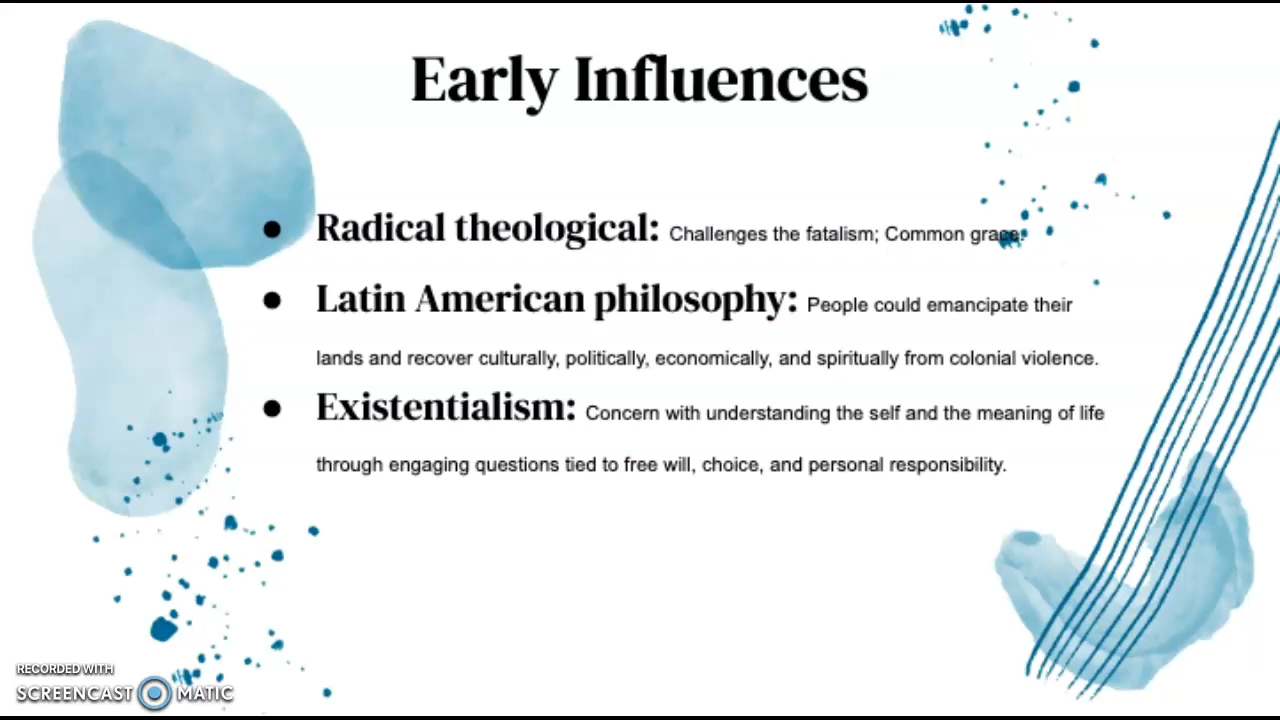 Early Influences
● Radical theological: Challenges the fatalism; Common grace.
● Latin American philosophy: People could emancipate their
lands and recover culturally, politically, economically, and spiritually from colonial violence.
● Existentialism: Concern with understanding the self and the meaning of life
through engaging questions tied to free will, choice, and personal responsibility.
RECORDED WITH
SCREENCAST MATIC